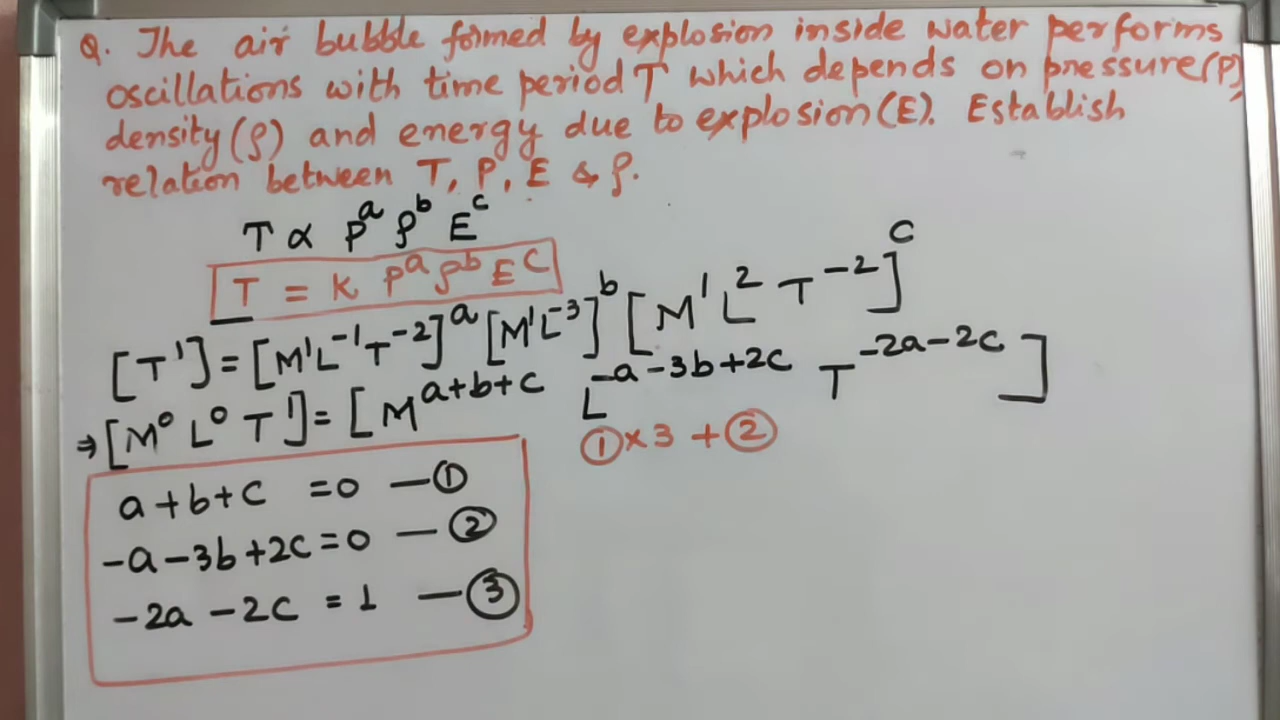 Q. The air bubble formed by explosion inside water performs
oscillations with time period T which depends on pressure(P),
density(ρ) and energy due to explosion(E). Establish
relation between T, P, E & ρ.
T ∝ P^a ρ^b E^c
T = K P^a ρ^b E^c
[T^1] = [M^1 L^-1 T^-2]^a [M^1 L^-3]^b [M^1 L^2 T^-2]^c
⇒ [M^0 L^0 T^1] = [M^a+b+c L^-a-3b+2c T^-2a-2c]
①×3 + ②
a+b+c = 0 — ①
-a-3b+2c = 0 — ②
-2a -2c = 1 — ③